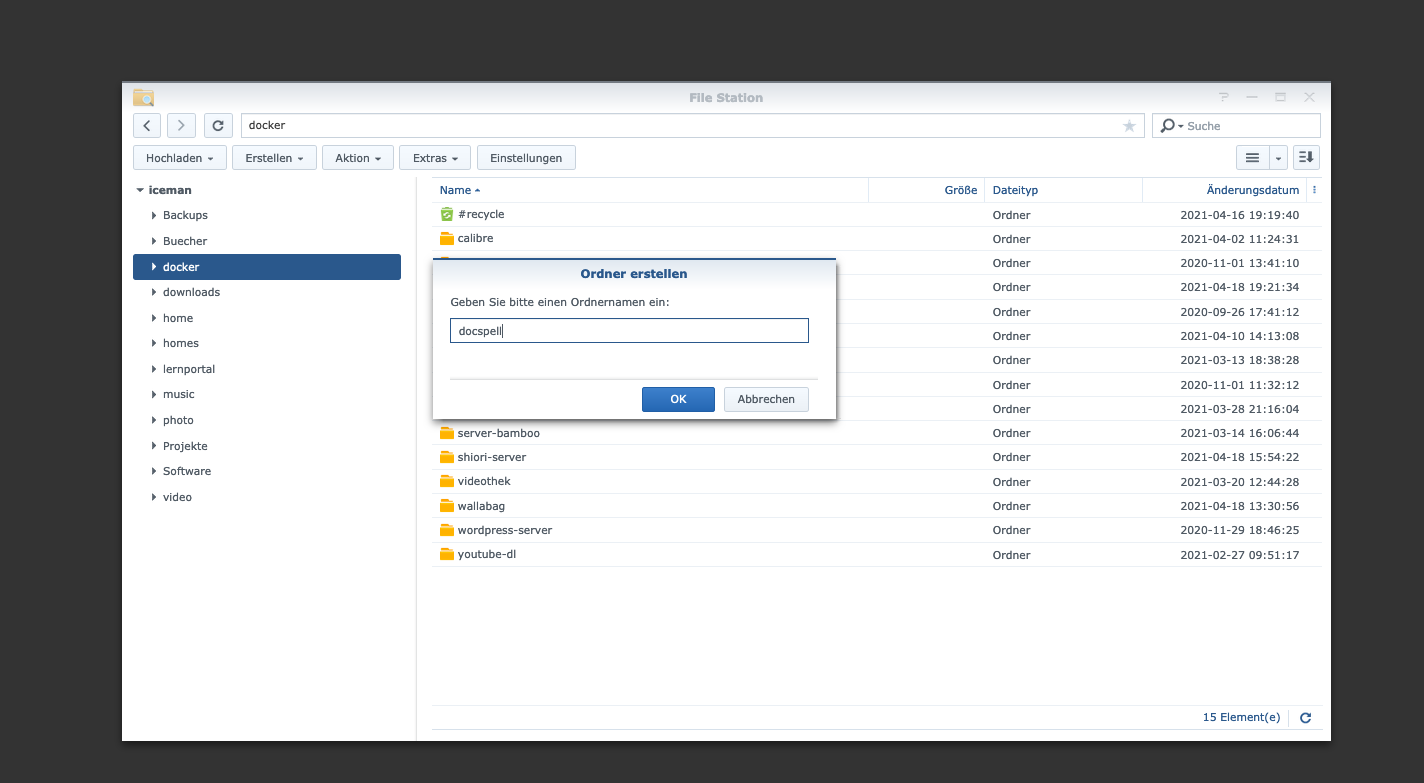 File Station
docker
Suche
Hochladen Erstellen Aktion Extras Einstellungen
iceman
Backups
Buecher
docker
downloads
home
homes
lernportal
music
photo
Projekte
Software
video
Name Größe Dateityp Änderungsdatum
#recycle Ordner 2021-04-16 19:19:40
calibre Ordner 2021-04-02 11:24:31
Ordner 2020-11-01 13:41:10
Ordner 2021-04-18 19:21:34
Ordner 2020-09-26 17:41:12
Ordner 2021-04-10 14:13:08
Ordner 2021-03-13 18:38:28
Ordner 2020-11-01 11:32:12
Ordner 2021-03-28 21:16:04
server-bamboo Ordner 2021-03-14 16:06:44
shiori-server Ordner 2021-04-18 15:54:22
videothek Ordner 2021-03-20 12:44:28
wallabag Ordner 2021-04-18 13:30:56
wordpress-server Ordner 2020-11-29 18:46:25
youtube-dl Ordner 2021-02-27 09:51:17
Ordner erstellen
Geben Sie bitte einen Ordnernamen ein:
docspell
OK Abbrechen
15 Element(e)